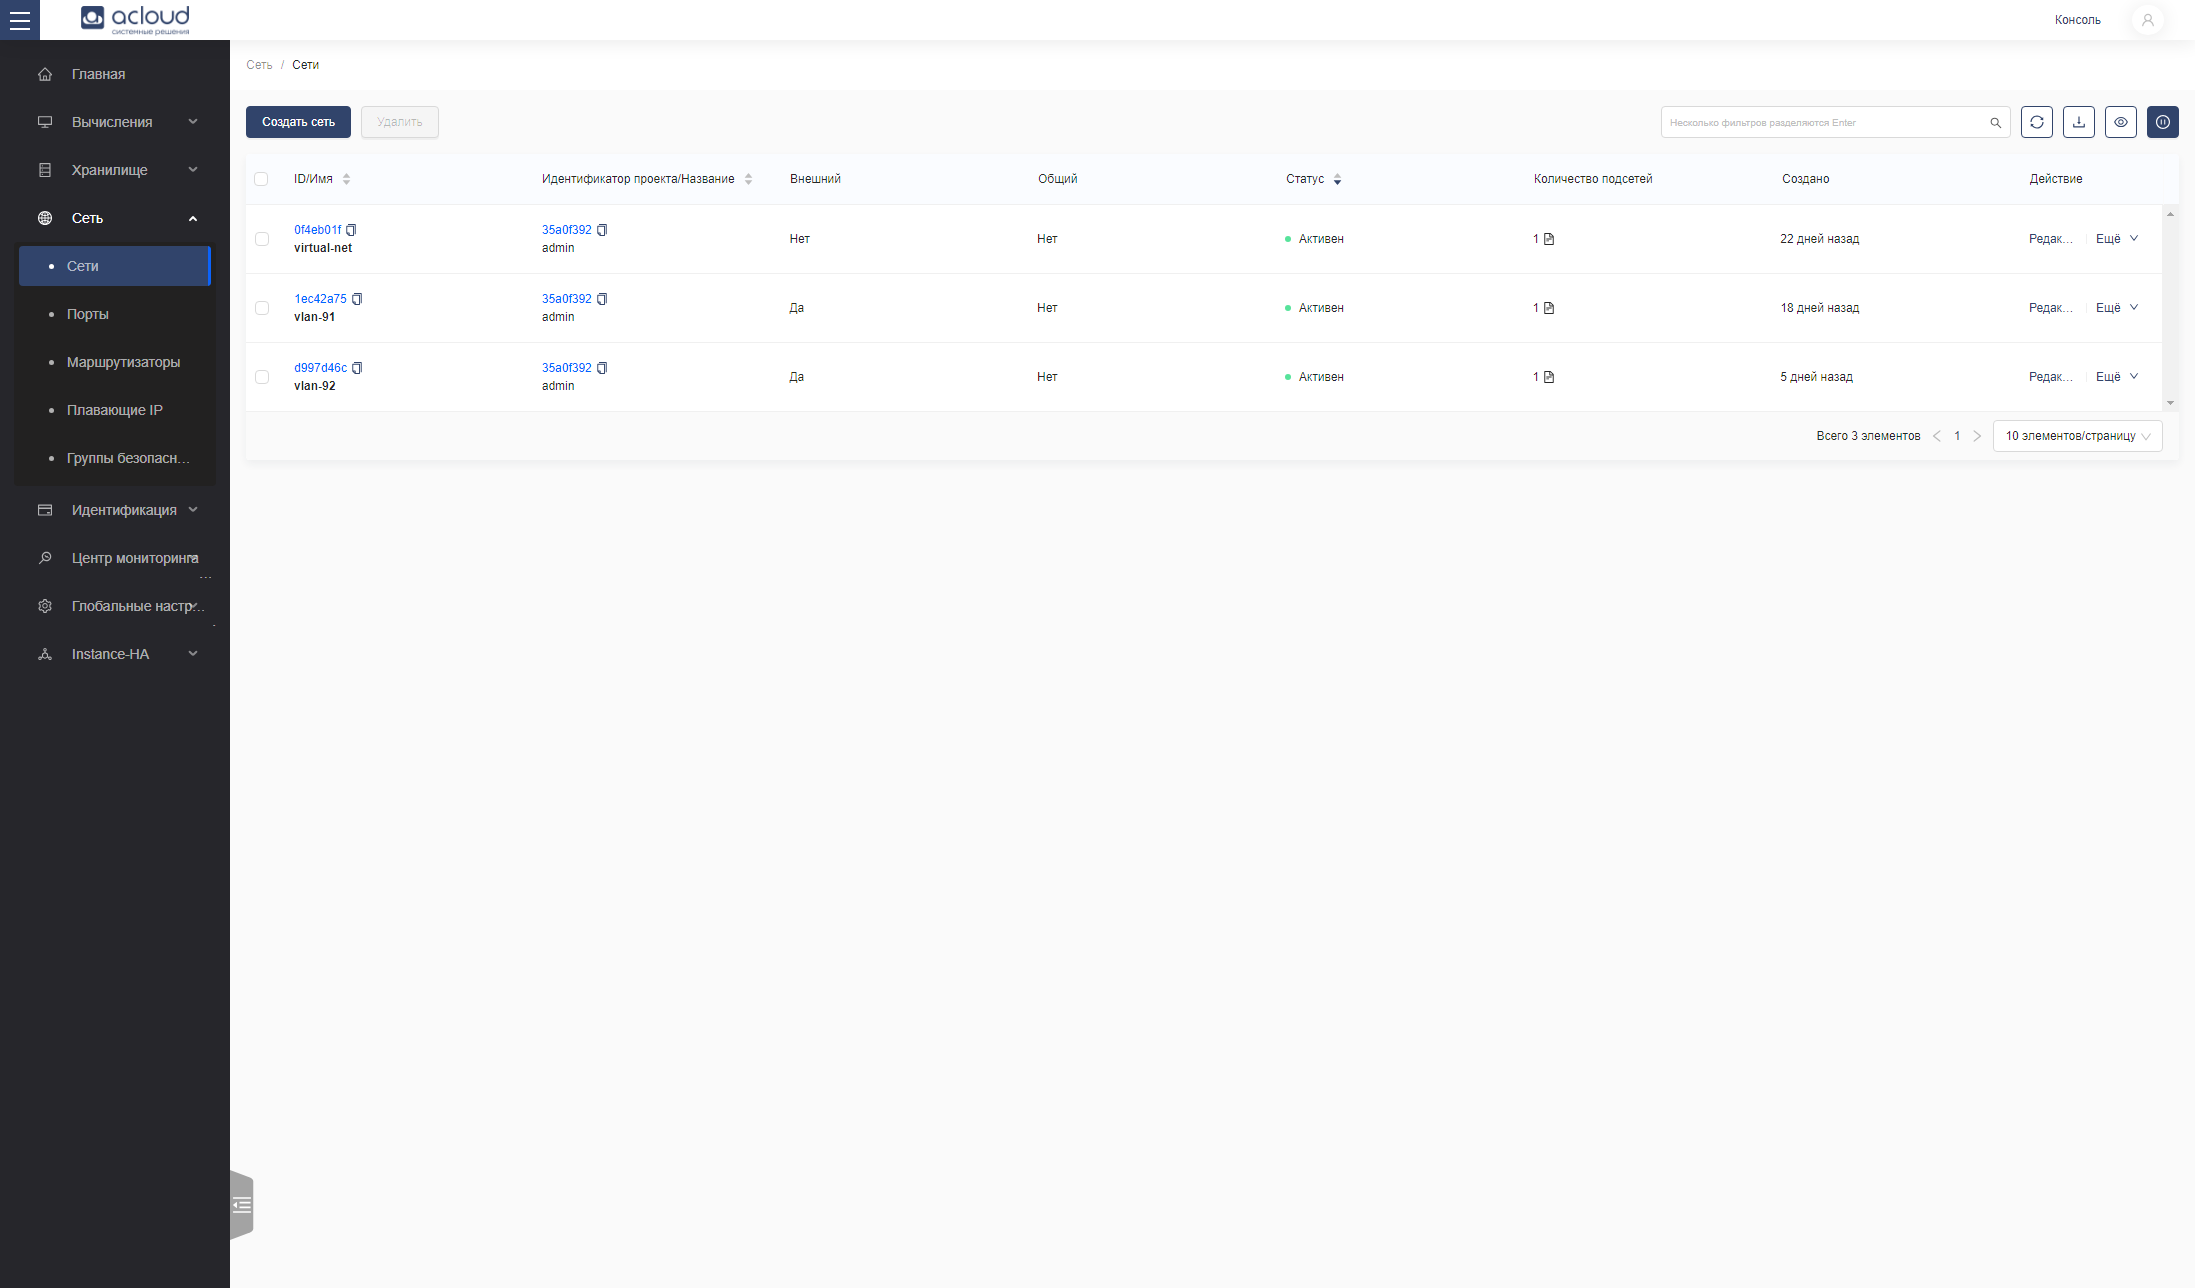 acloud
системные решения
Консоль
Главная
Вычисления
Хранилище
Сеть
Сети
Порты
Маршрутизаторы
Плавающие IP
Группы безопасн...
Идентификация
Центр мониторинга
...
Глобальные настр...
Instance-HA
Сеть / Сети
Создать сеть
Удалить
Несколько фильтров разделяются Enter
ID/Имя Идентификатор проекта/Название Внешний Общий Статус Количество подсетей Создано Действие
0f4eb01f 35a0f392
virtual-net admin Нет Нет Активен 1 22 дней назад Редак... Ещё
1ec42a75 35a0f392
vlan-91 admin Да Нет Активен 1 18 дней назад Редак... Ещё
d997d46c 35a0f392
vlan-92 admin Да Нет Активен 1 5 дней назад Редак... Ещё
Всего 3 элементов 1 10 элементов/страницу